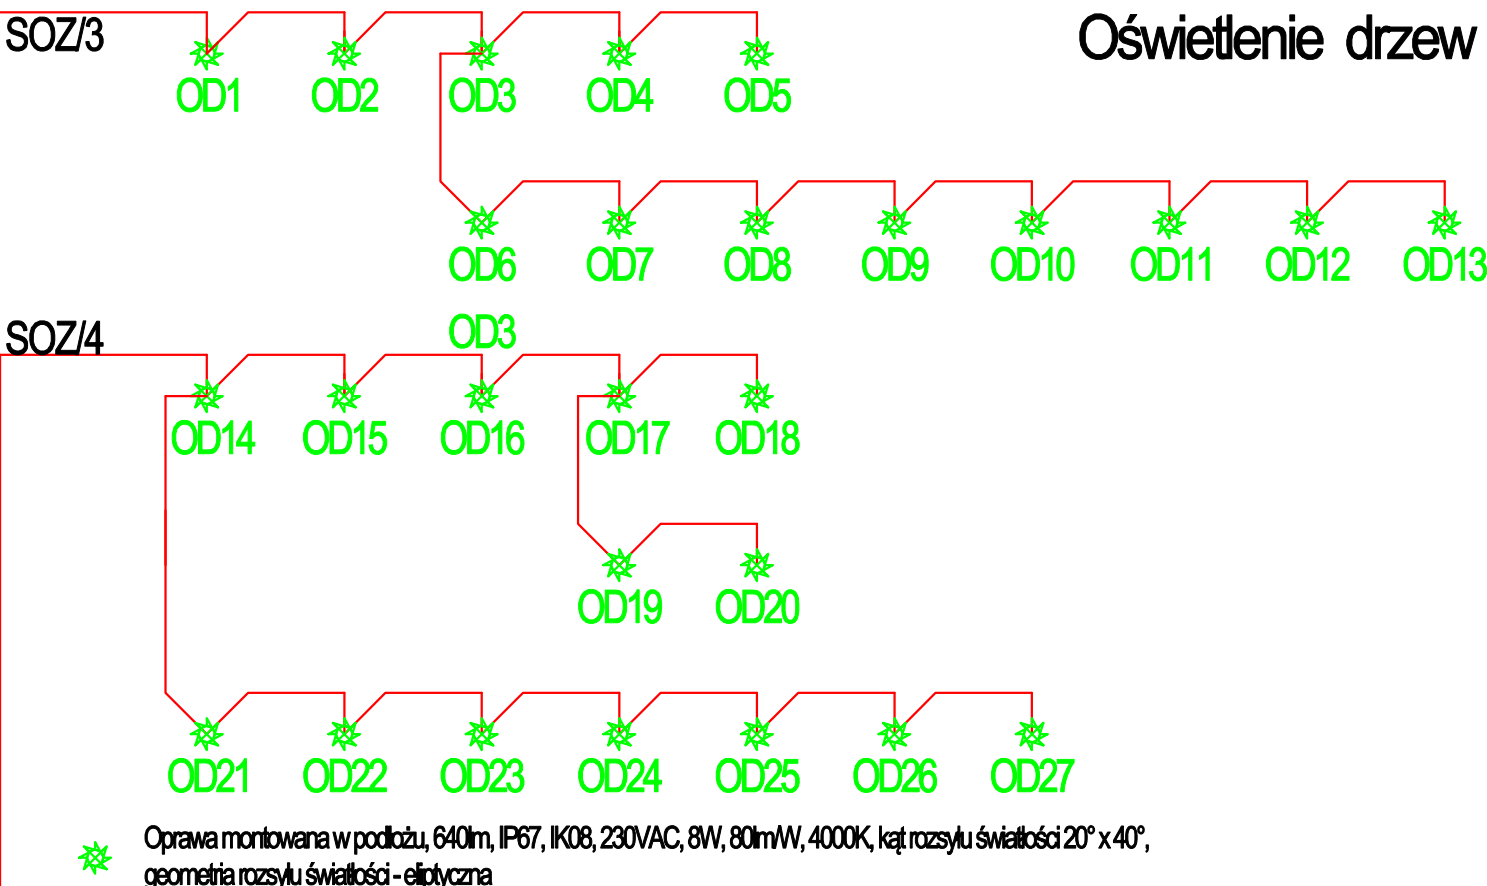 SOZ/3
Oświetlenie drzew
OD1 OD2 OD3 OD4 OD5
OD6 OD7 OD8 OD9 OD10 OD11 OD12 OD13
OD3
SOZ/4
OD14 OD15 OD16 OD17 OD18
OD19 OD20
OD21 OD22 OD23 OD24 OD25 OD26 OD27
Oprawa montowana w podłożu, 640lm, IP67, IK08, 230VAC, 8W, 80lm/W, 4000K, kąt rozsyłu światłości 20° x 40°,
geometria rozsyłu światłości - eliptyczna